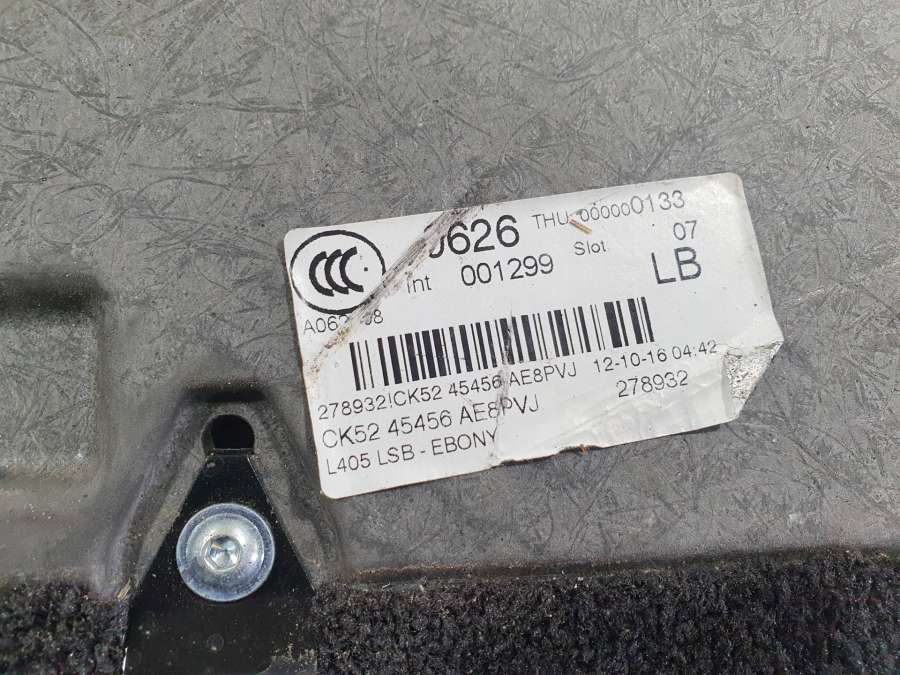 0626 THU 000000133
Int 001299 Slot 07
LB
278932!CK52 45456 AE8PVJ 12-10-16 04:42
CK52 45456 AE8PVJ 278932
L405 LSB - EBONY